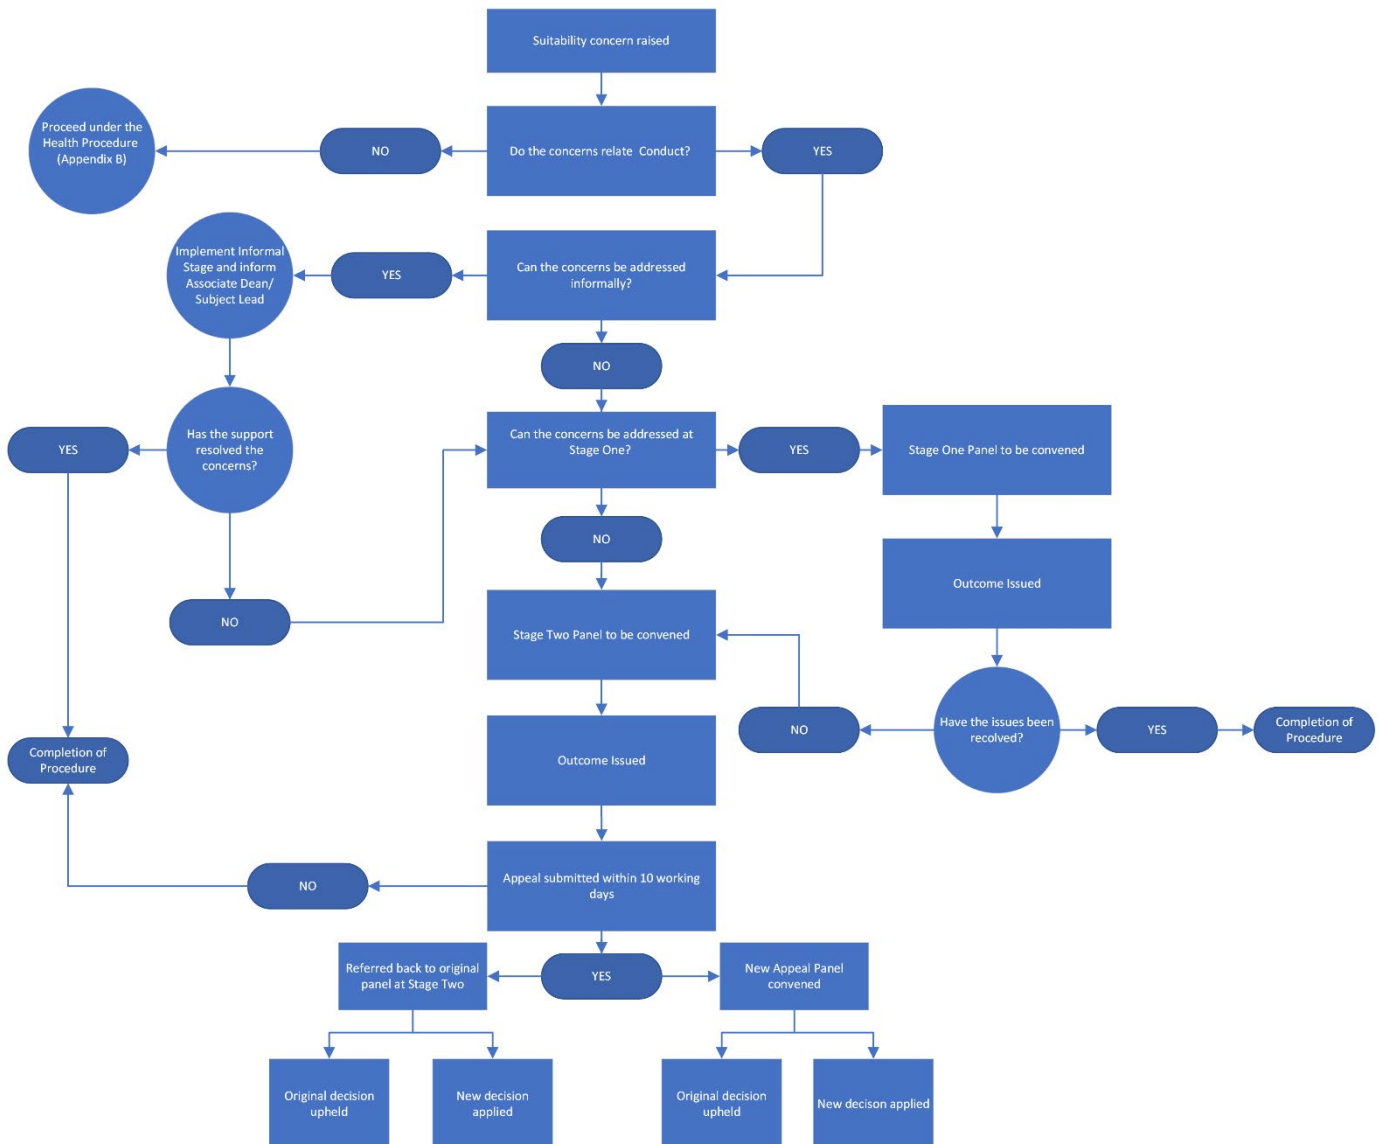 Suitability concern raised
Proceed under the
Health Procedure
(Appendix B)
NO
Do the concerns relate  Conduct?
YES
Implement Informal
Stage and inform
Associate Dean/
Subject Lead
YES
Can the concerns be addressed
informally?
NO
YES
Has the support
resolved the
concerns?
Can the concerns be addressed at
Stage One?
YES
Stage One Panel to be convened
NO
Outcome Issued
NO
Stage Two Panel to be convened
Completion of
Procedure
Outcome Issued
NO
Have the issues been
recolved?
YES
Completion of
Procedure
NO
Appeal submitted within 10 working
days
Referred back to original
panel at Stage Two
YES
New Appeal Panel
convened
Original decision
upheld
New decision
applied
Original decision
upheld
New decison applied